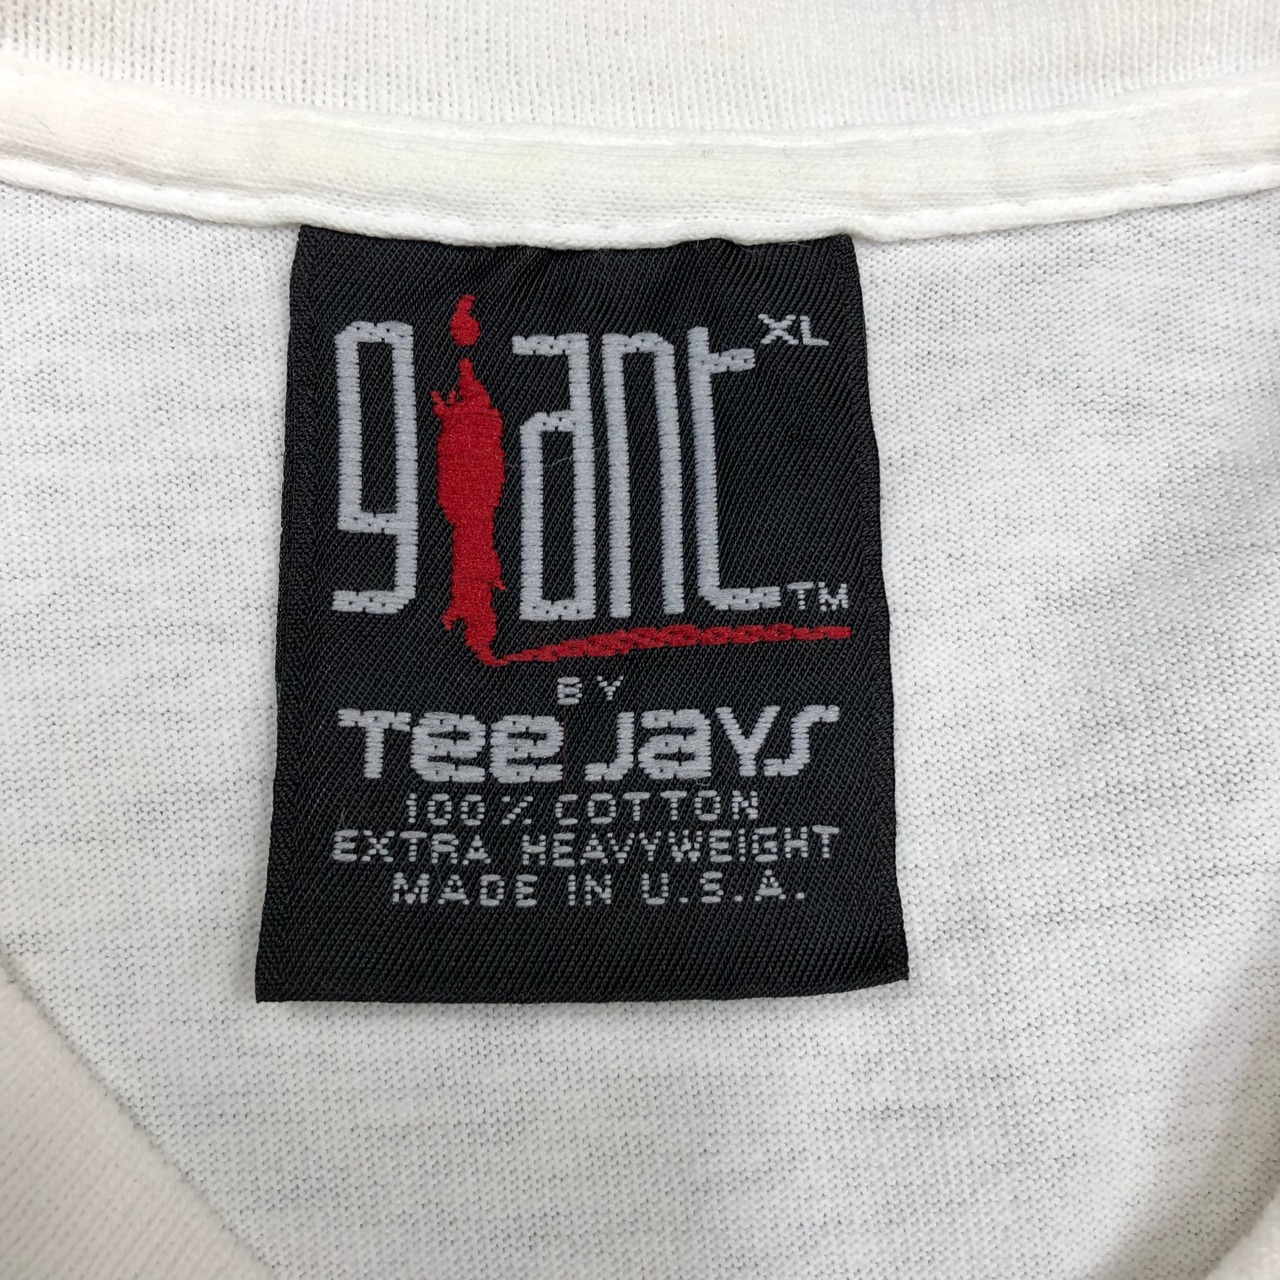 giant XL
TM
BY
Tee Jays
100% COTTON
EXTRA HEAVYWEIGHT
MADE IN U.S.A.